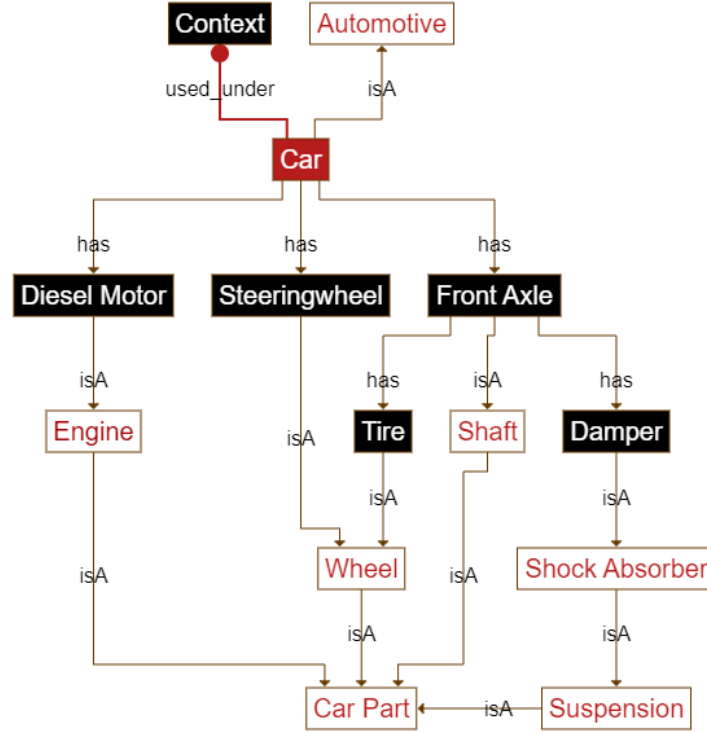 Context
Automotive
used_under
isA
Car
has
has
has
Diesel Motor
Steeringwheel
Front Axle
isA
has
isA
has
Engine
isA
Tire
Shaft
Damper
isA
isA
Wheel
Shock Absorber
isA
isA
isA
isA
Car Part
isA
Suspension